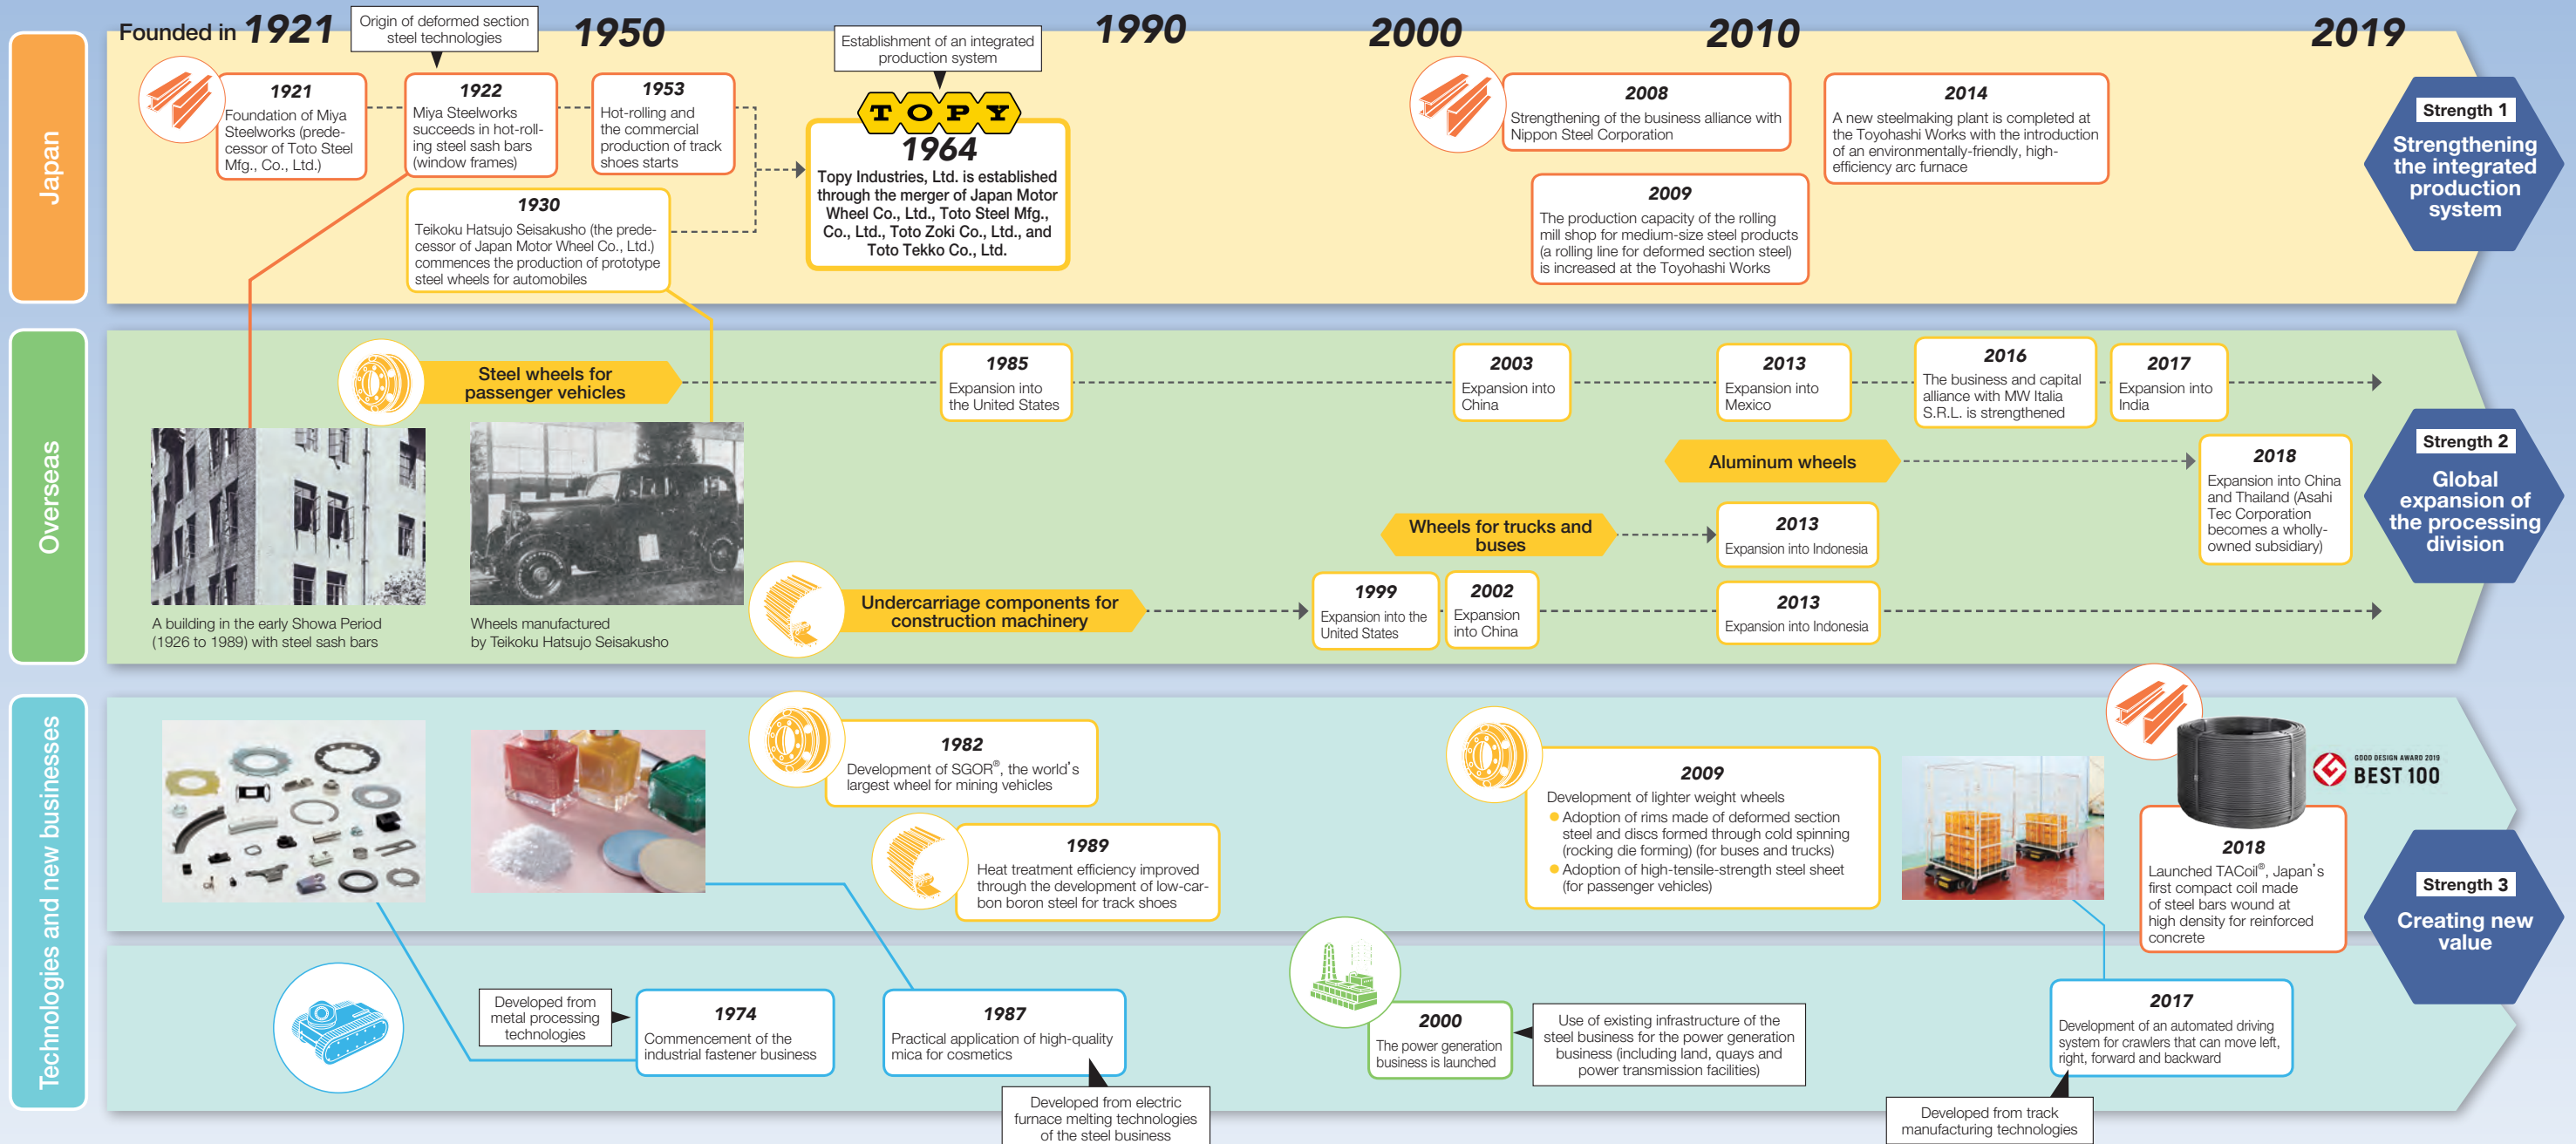 Founded in 1921
1950
1990
2000
2010
2019
Japan
Origin of deformed section
steel technologies
1921
Foundation of Miya
Steelworks (prede-
cessor of Toto Steel
Mfg., Co., Ltd.)
1922
Miya Steelworks
succeeds in hot-roll-
ing steel sash bars
(window frames)
1953
Hot-rolling and
the commercial
production of track
shoes starts
1930
Teikoku Hatsujo Seisakusho (the prede-
cessor of Japan Motor Wheel Co., Ltd.)
commences the production of prototype
steel wheels for automobiles
Establishment of an integrated
production system
TOPY
1964
Topy Industries, Ltd. is established
through the merger of Japan Motor
Wheel Co., Ltd., Toto Steel Mfg.,
Co., Ltd., Toto Zoki Co., Ltd., and
Toto Tekko Co., Ltd.
2008
Strengthening of the business alliance with
Nippon Steel Corporation
2009
The production capacity of the rolling
mill shop for medium-size steel products
(a rolling line for deformed section steel)
is increased at the Toyohashi Works
2014
A new steelmaking plant is completed at
the Toyohashi Works with the introduction
of an environmentally-friendly, high-
efficiency arc furnace
Strength 1
Strengthening
the integrated
production
system
Overseas
Steel wheels for
passenger vehicles
1985
Expansion into
the United States
2003
Expansion into
China
2013
Expansion into
Mexico
2016
The business and capital
alliance with MW Italia
S.R.L. is strengthened
2017
Expansion into
India
Aluminum wheels
2018
Expansion into China
and Thailand (Asahi
Tec Corporation
becomes a wholly-
owned subsidiary)
Wheels for trucks and
buses
2013
Expansion into Indonesia
Undercarriage components for
construction machinery
1999
Expansion into the
United States
2002
Expansion
into China
2013
Expansion into Indonesia
A building in the early Showa Period
(1926 to 1989) with steel sash bars
Wheels manufactured
by Teikoku Hatsujo Seisakusho
Strength 2
Global
expansion of
the processing
division
Technologies and new businesses
1982
Development of SGOR®, the world's
largest wheel for mining vehicles
1989
Heat treatment efficiency improved
through the development of low-car-
bon boron steel for track shoes
2009
Development of lighter weight wheels
● Adoption of rims made of deformed section
steel and discs formed through cold spinning
(rocking die forming) (for buses and trucks)
● Adoption of high-tensile-strength steel sheet
(for passenger vehicles)
GOOD DESIGN AWARD 2019
BEST 100
2018
Launched TACoil®, Japan's
first compact coil made
of steel bars wound at
high density for reinforced
concrete
Strength 3
Creating new
value
Developed from
metal processing
technologies
1974
Commencement of the
industrial fastener business
1987
Practical application of high-quality
mica for cosmetics
Developed from electric
furnace melting technologies
of the steel business
2000
The power generation
business is launched
Use of existing infrastructure of the
steel business for the power generation
business (including land, quays and
power transmission facilities)
2017
Development of an automated driving
system for crawlers that can move left,
right, forward and backward
Developed from track
manufacturing technologies